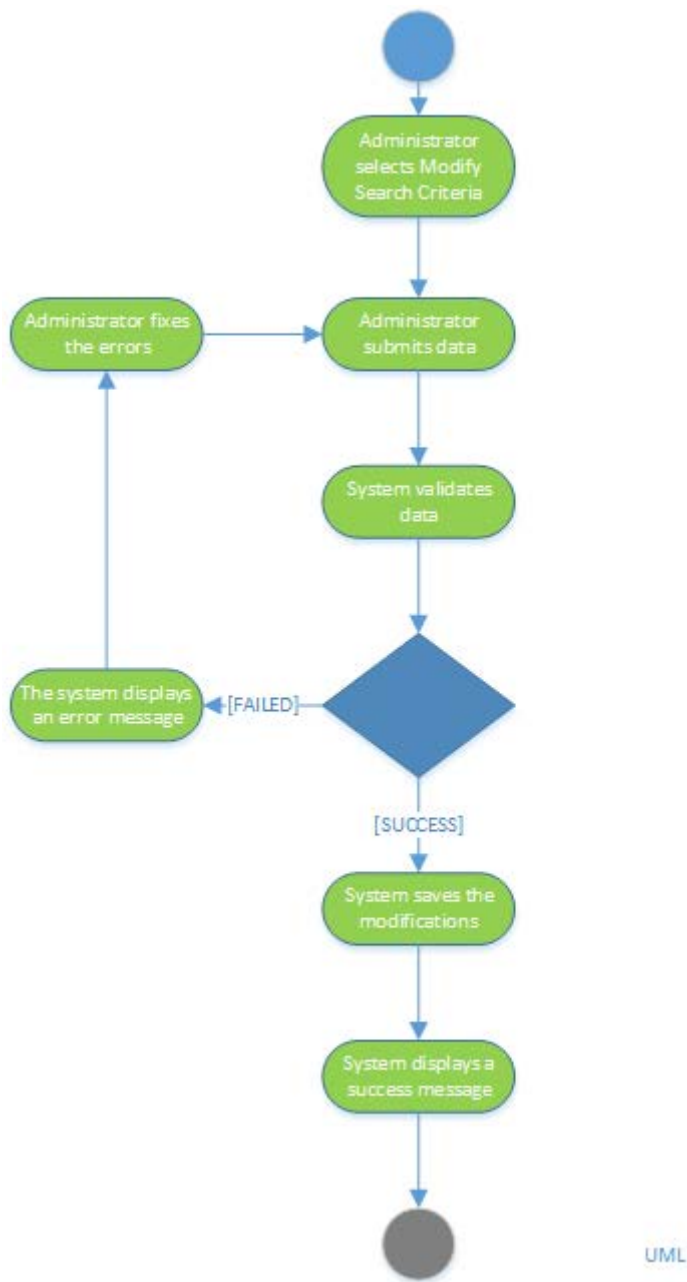 Administrator
selects Modify
Search Criteria
Administrator fixes
the errors
Administrator
submits data
System validates
data
The system displays
an error message
[FAILED]
[SUCCESS]
System saves the
modifications
System displays a
success message
UML